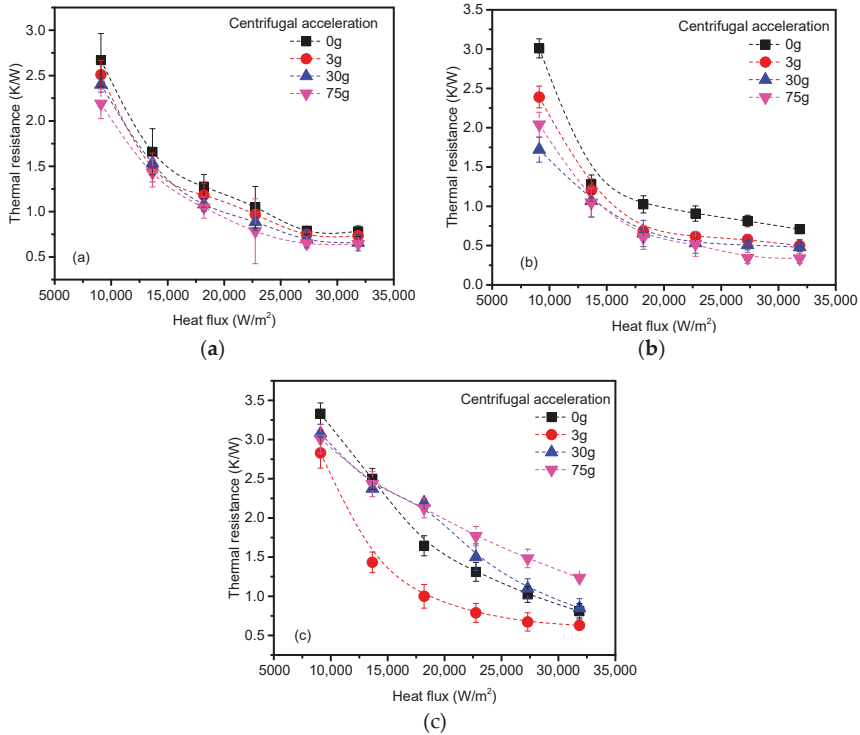 Centrifugal acceleration
0g
3g
30g
75g
Thermal resistance (K/W)
3.0
2.5
2.0
1.5
1.0
0.5
(a)
5000 10,000 15,000 20,000 25,000 30,000 35,000
Heat flux (W/m²)
(a)
Centrifugal acceleration
0g
3g
30g
75g
Thermal resistance (K/W)
3.5
3.0
2.5
2.0
1.5
1.0
0.5
0.0
(b)
5000 10,000 15,000 20,000 25,000 30,000 35,000
Heat flux (W/m²)
(b)
Centrifugal acceleration
0g
3g
30g
75g
Thermal resistance (K/W)
3.5
3.0
2.5
2.0
1.5
1.0
0.5
(c)
5000 10,000 15,000 20,000 25,000 30,000 35,000
Heat flux (W/m²)
(c)